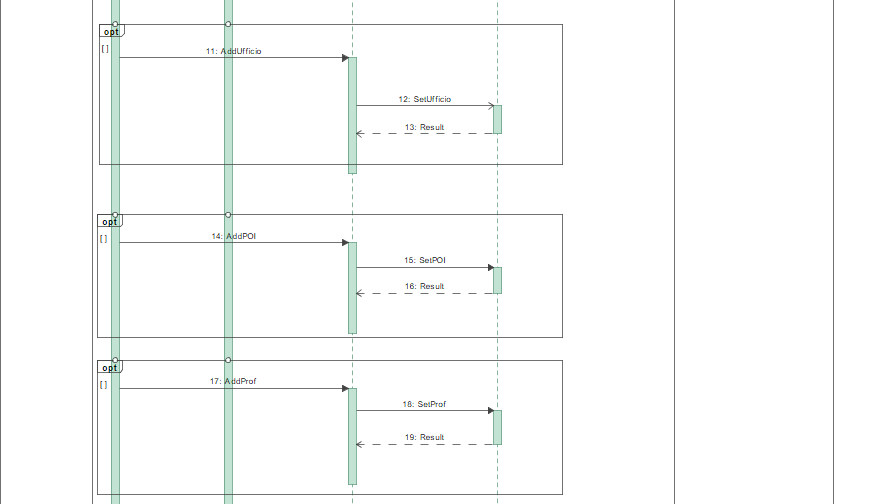 opt
[ ]
11: AddUfficio
12: SetUfficio
13: Result
opt
[ ]
14: AddPOI
15: SetPOI
16: Result
opt
[ ]
17: AddProf
18: SetProf
19: Result